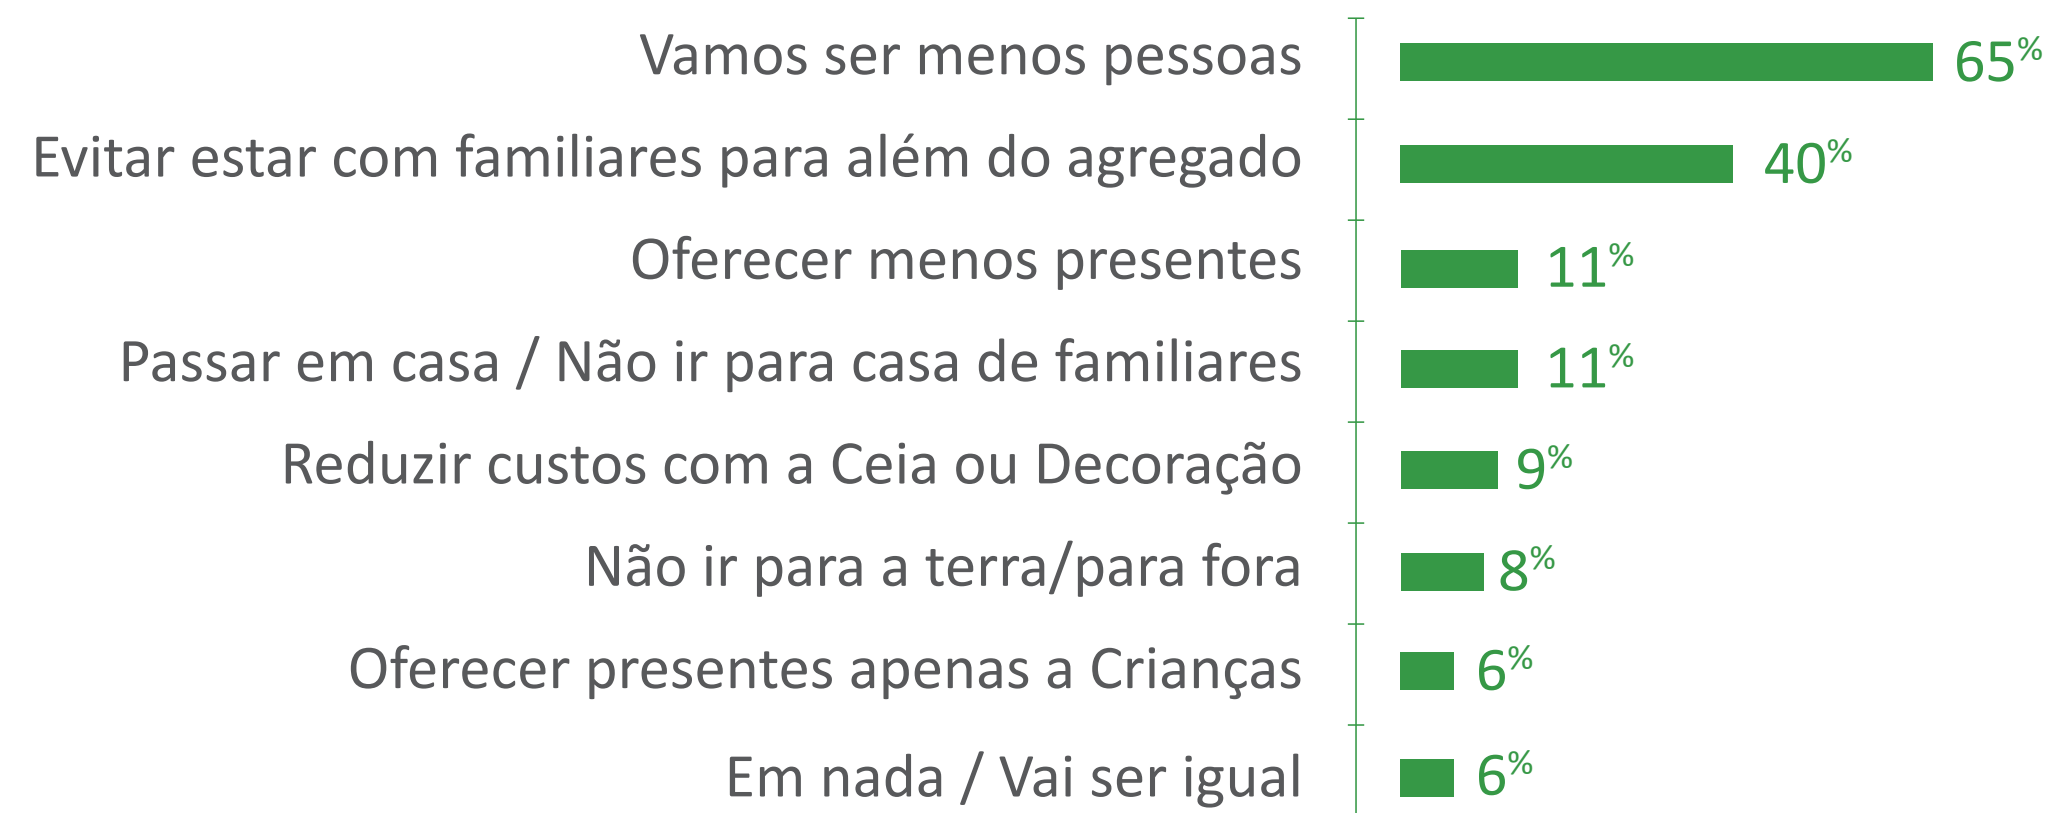 Vamos ser menos pessoas 65%
Evitar estar com familiares para além do agregado 40%
Oferecer menos presentes 11%
Passar em casa / Não ir para casa de familiares 11%
Reduzir custos com a Ceia ou Decoração 9%
Não ir para a terra/para fora 8%
Oferecer presentes apenas a Crianças 6%
Em nada / Vai ser igual 6%